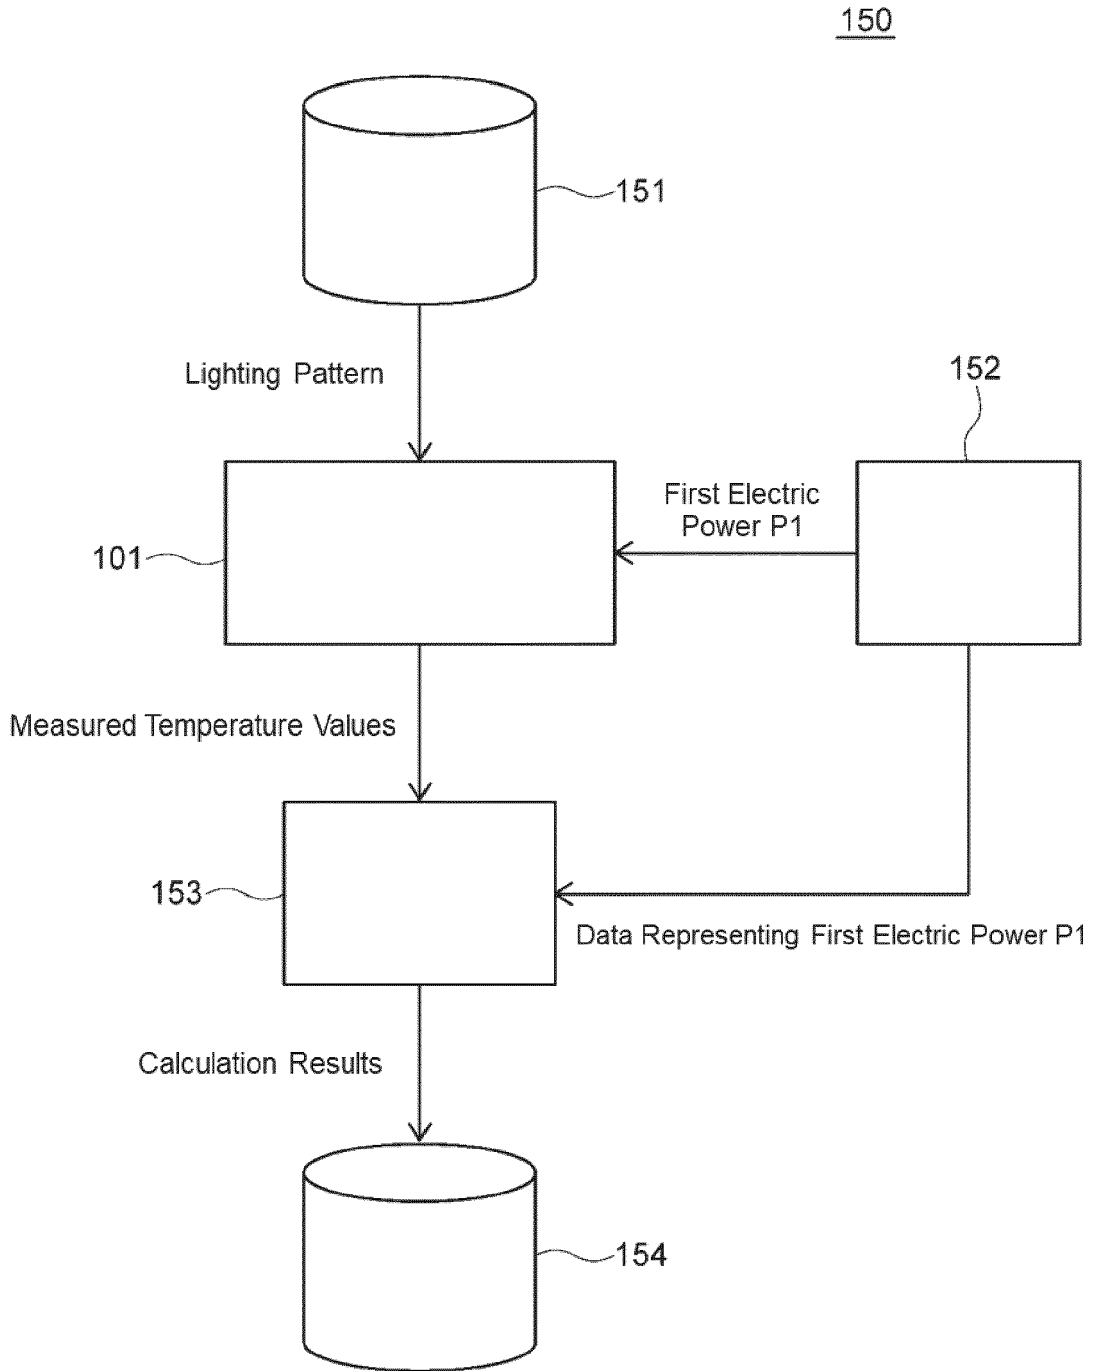 150
151
Lighting Pattern
152
First Electric
Power P1
101
Measured Temperature Values
153
Data Representing First Electric Power P1
Calculation Results
154